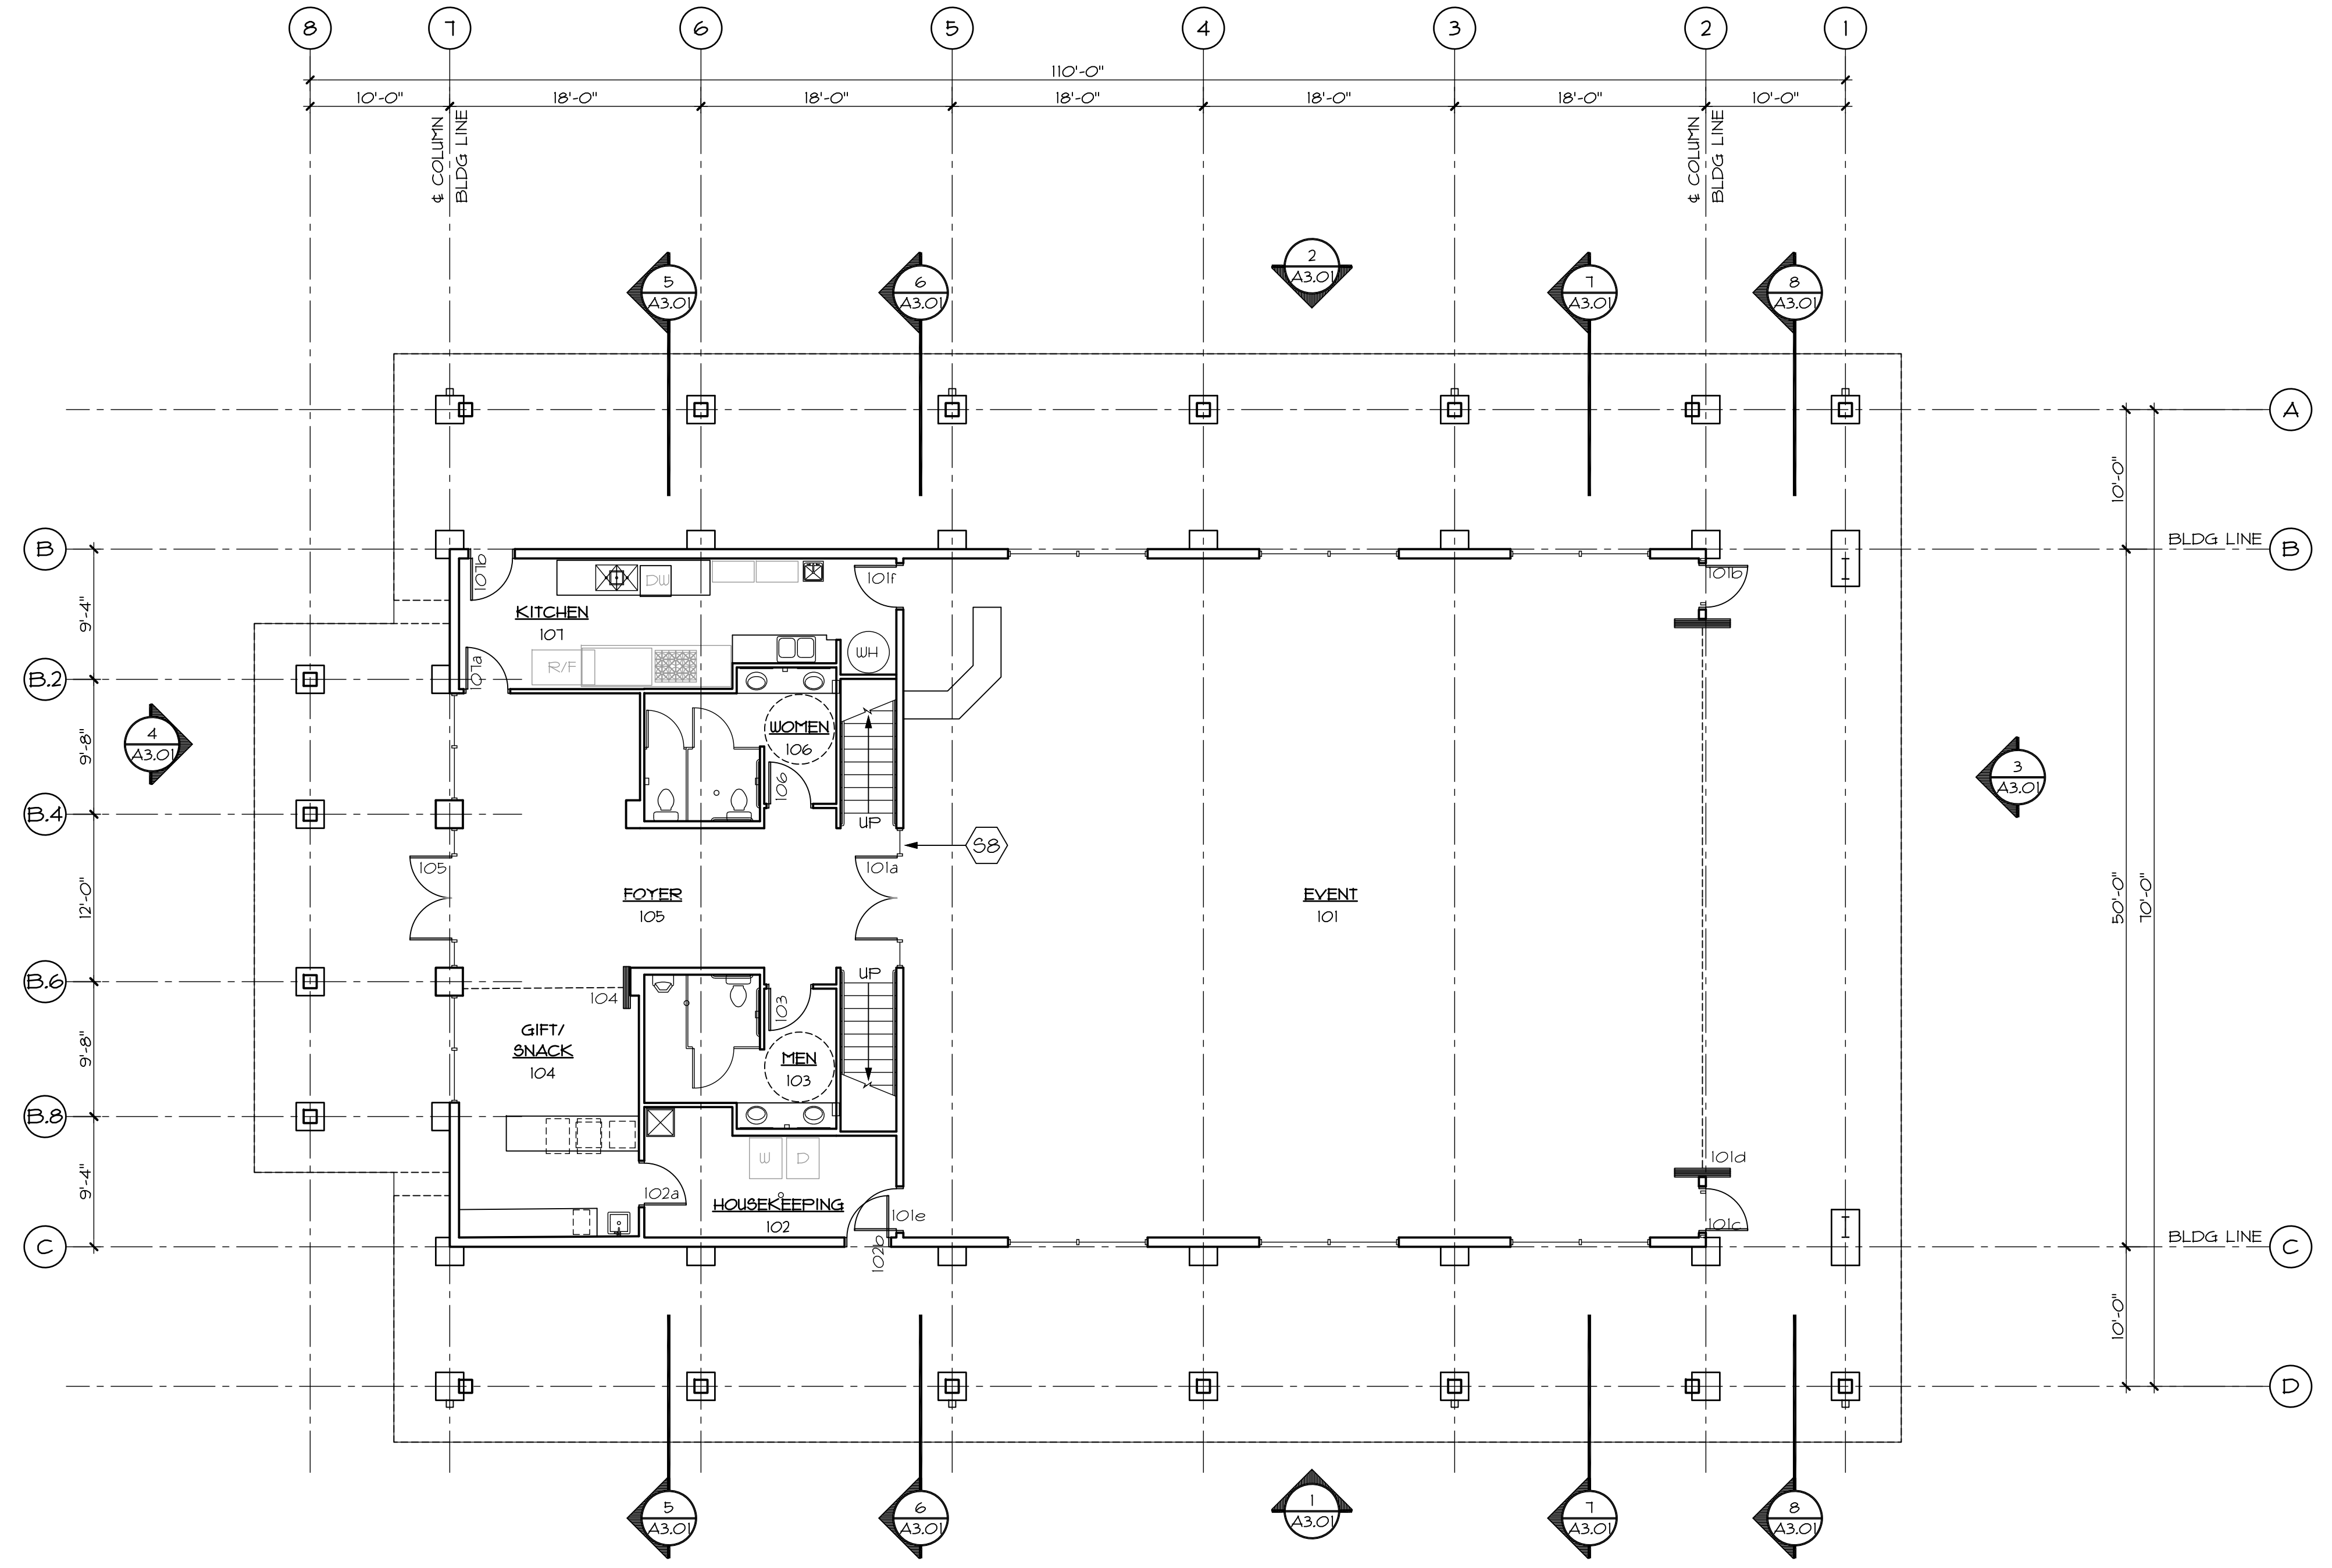 8 7 6 5 4 3 2 1
110'-0"
10'-0" 18'-0" 18'-0" 18'-0" 18'-0" 18'-0" 10'-0"
℄ COLUMN
BLDG LINE
℄ COLUMN
BLDG LINE
2
A3.01
5
A3.01
6
A3.01
7
A3.01
8
A3.01
A
10'-0"
B
BLDG LINE
B
107b
DW
101f
101b
KITCHEN
107
9'-4"
WH
R/F
107a
B.2
WOMEN
106
106
9'-8"
4
A3.01
3
A3.01
B.4
UP
S8
105
101a
FOYER
105
EVENT
101
12'-0"
50'-0"
70'-0"
B.6
UP
104
103
GIFT/
SNACK
104
MEN
103
9'-8"
B.8
W D
101d
9'-4"
102a
HOUSEKEEPING
102
101e
101c
102b
C
BLDG LINE
C
10'-0"
D
5
A3.01
6
A3.01
1
A3.01
7
A3.01
8
A3.01